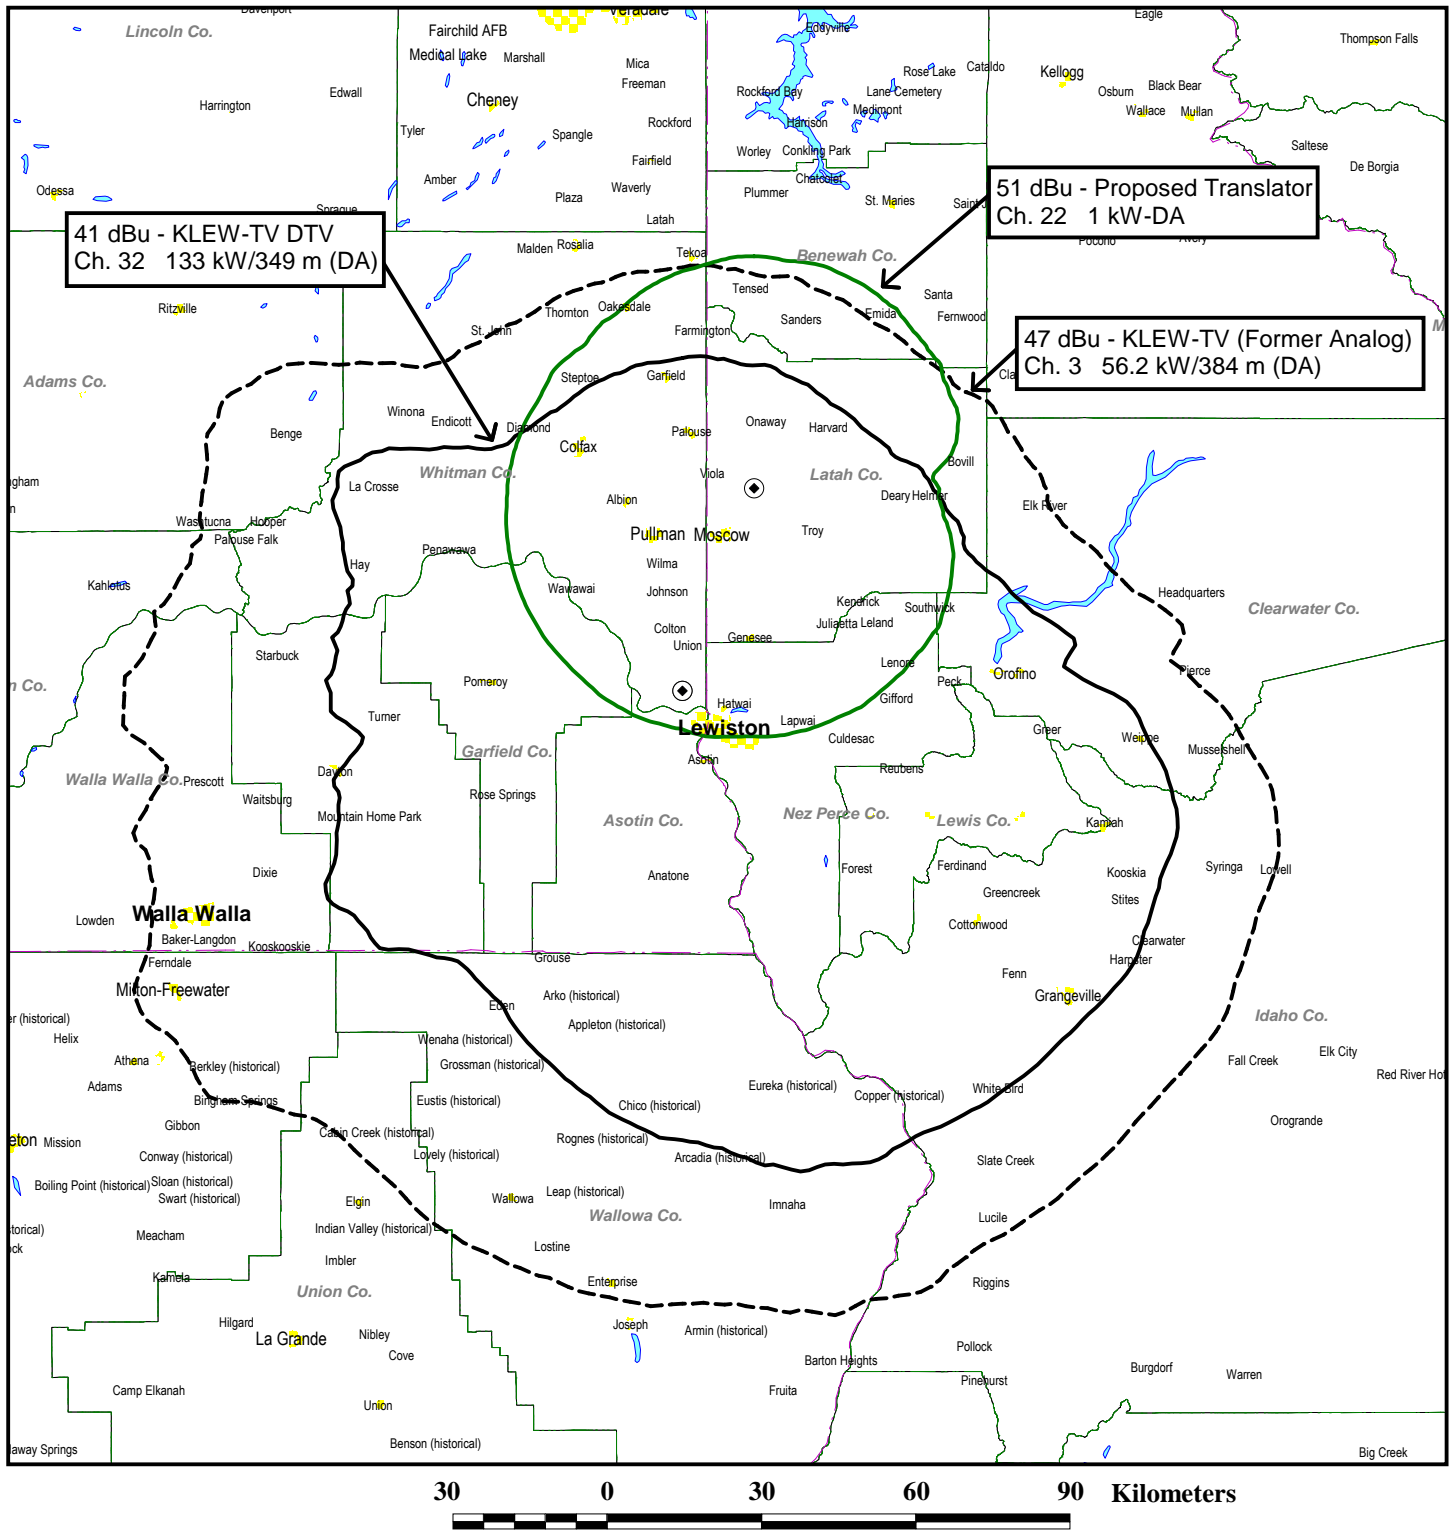 Davenport
Veradale
Eddyville
Eagle
Lincoln Co.
Fairchild AFB
Thompson Falls
Medical Lake
Marshall
Mica
Freeman
Rose Lake
Cataldo
Kellogg
Edwall
Cheney
Rockford Bay
Lane Cemetery
Osburn
Black Bear
Harrington
Medimont
Wallace
Mullan
Tyler
Spangle
Rockford
Harrison
Fairfield
Worley
Conkling Park
Saltese
De Borgia
Amber
Plaza
Waverly
Plummer
Chatcolet
Odessa
St. Maries
51 dBu - Proposed Translator
Ch. 22   1 kW-DA
Sprague
Latah
41 dBu - KLEW-TV DTV
Ch. 32   133 kW/349 m (DA)
Malden
Rosalia
Tekoa
Benewah Co.
Pocono
Avery
Tensed
Santa
Ritzville
Thornton
Oakesdale
Sanders
Emida
Fernwood
St. John
Farmington
47 dBu - KLEW-TV (Former Analog)
Ch. 3   56.2 kW/384 m (DA)
Adams Co.
Steptoe
Garfield
Winona
Endicott
Diamond
Onaway
Harvard
Benge
Palouse
Colfax
Whitman Co.
Viola
Latah Co.
Bovill
La Crosse
Albion
Deary
Helmer
Elk River
Washtucna
Hooper
Palouse Falk
Pullman
Moscow
Troy
Penawawa
Hay
Wilma
Kahlotus
Wawawai
Johnson
Kendrick
Southwick
Headquarters
Clearwater Co.
Colton
Juliaetta
Leland
Union
Genesee
Starbuck
Lenore
Orofino
Pierce
n Co.
Pomeroy
Peck
Gifford
Hatwai
Turner
Lewiston
Lapwai
Culdesac
Greer
Weippe
Musselshell
Garfield Co.
Asotin
Reubens
Walla Walla Co.
Prescott
Dayton
Waitsburg
Rose Springs
Mountain Home Park
Asotin Co.
Nez Perce Co.
Lewis Co.
Kamiah
Dixie
Anatone
Forest
Ferdinand
Kooskia
Syringa
Lowell
Greencreek
Stites
Lowden
Walla Walla
Cottonwood
Baker-Langdon
Kooskooskie
Clearwater
Ferndale
Grouse
Harpster
Fenn
Milton-Freewater
Arko (historical)
Grangeville
Eden
er (historical)
Appleton (historical)
Idaho Co.
Helix
Wenaha (historical)
Athena
Berkley (historical)
Grossman (historical)
Fall Creek
Elk City
Adams
Eureka (historical)
White Bird
Red River Hot
Bingham Springs
Eustis (historical)
Chico (historical)
Copper (historical)
Gibbon
Orogrande
eton
Mission
Cabin Creek (historical)
Rognes (historical)
Conway (historical)
Lovely (historical)
Arcadia (historical)
Slate Creek
Boiling Point (historical)
Sloan (historical)
Swart (historical)
Elgin
Wallowa
Leap (historical)
Imnaha
storical)
Meacham
Indian Valley (historical)
Wallowa Co.
Lucile
ock
Imbler
Lostine
Kamela
Union Co.
Enterprise
Riggins
Hilgard
La Grande
Nibley
Joseph
Armin (historical)
Cove
Pollock
Barton Heights
Burgdorf
Warren
Camp Elkanah
Fruita
Pinehurst
Union
Benson (historical)
laway Springs
Big Creek
30   0   30   60   90   Kilometers